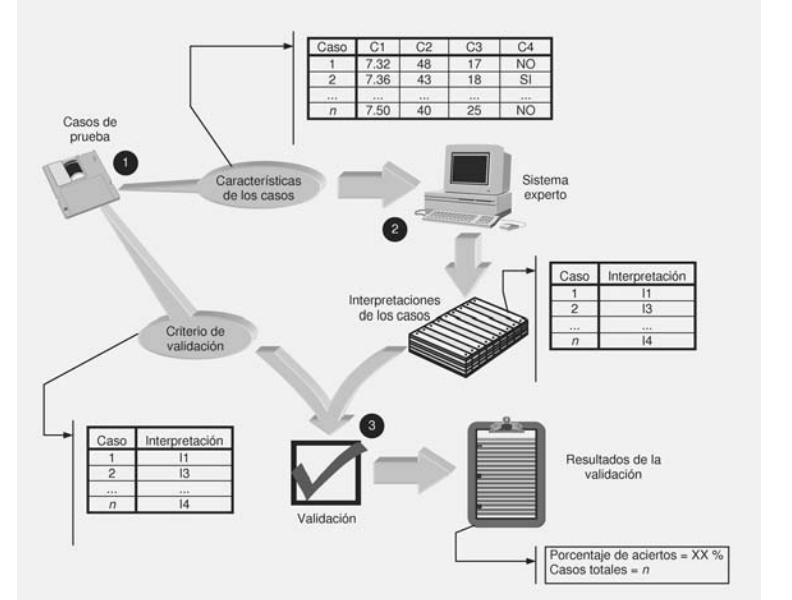 Caso C1 C2 C3 C4
1 7.32 48 17 NO
2 7.36 43 18 SI
... ... ... ... ...
n 7.50 40 25 NO
Casos de
prueba
1
Características
de los casos
Sistema
experto
2
Caso Interpretación
1 I1
2 I3
... ...
n I4
Interpretaciones
de los casos
Criterio de
validación
3
Caso Interpretación
1 I1
2 I3
... ...
n I4
Validación
Resultados de la
validación
Porcentaje de aciertos = XX %
Casos totales = n